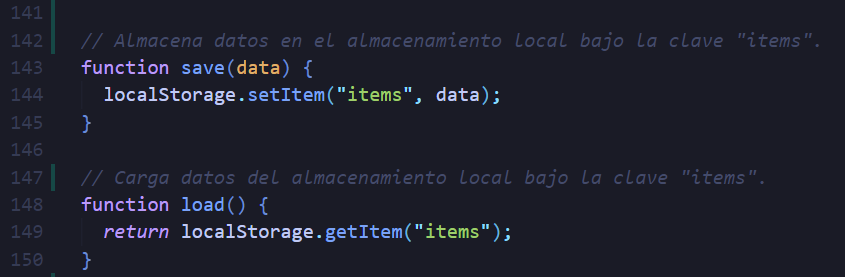 141
142 // Almacena datos en el almacenamiento local bajo la clave "items".
143 function save(data) {
144 localStorage.setItem("items", data);
145 }
146
147 // Carga datos del almacenamiento local bajo la clave "items".
148 function load() {
149 return localStorage.getItem("items");
150 }